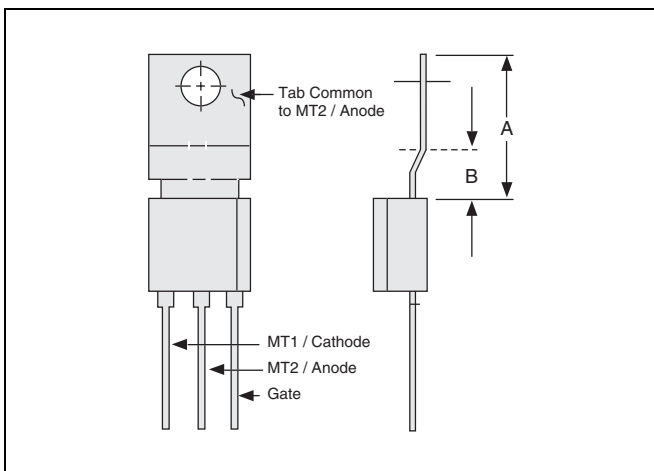 Tab Common
to MT2 / Anode
A
B
MT1 / Cathode
MT2 / Anode
Gate